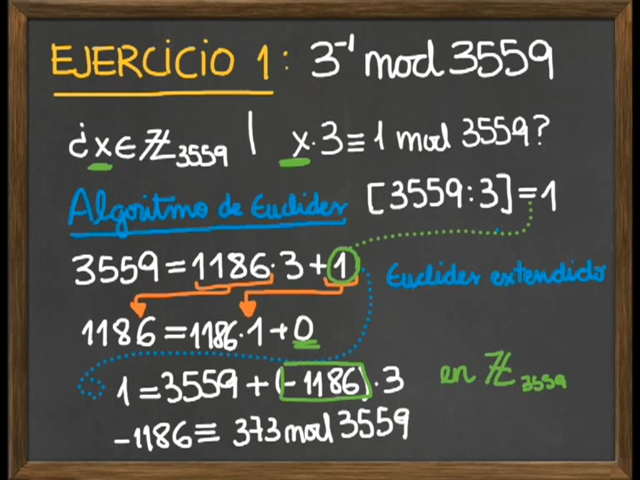 EJERCICIO 1: 3⁻¹ mod 3559
¿x∈ℤ₃₅₅₉ | x·3≡1 mod 3559?
Algoritmo de Euclides [3559:3]=1
3559=1186·3+1
Euclides extendido
1186=1186·1+0
1=3559+(-1186)·3 en ℤ₃₅₅₉
-1186≡373 mod 3559